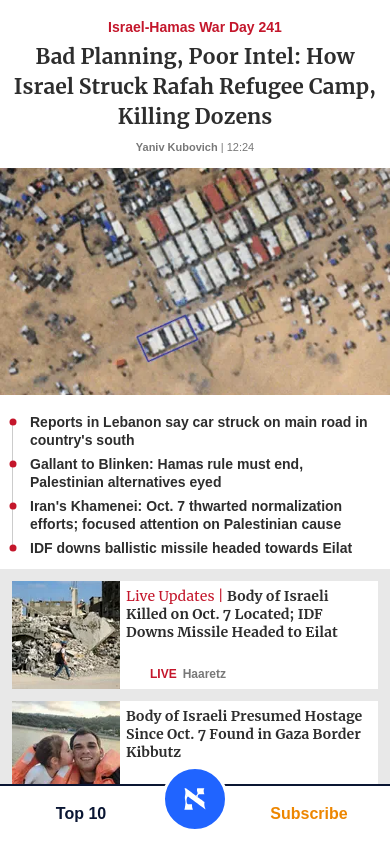 Israel-Hamas War Day 241
Bad Planning, Poor Intel: How
Israel Struck Rafah Refugee Camp,
Killing Dozens
Yaniv Kubovich | 12:24
Reports in Lebanon say car struck on main road in
country's south
Gallant to Blinken: Hamas rule must end,
Palestinian alternatives eyed
Iran's Khamenei: Oct. 7 thwarted normalization
efforts; focused attention on Palestinian cause
IDF downs ballistic missile headed towards Eilat
Live Updates | Body of Israeli
Killed on Oct. 7 Located; IDF
Downs Missile Headed to Eilat
LIVE Haaretz
Body of Israeli Presumed Hostage
Since Oct. 7 Found in Gaza Border
Kibbutz
Top 10
א
Subscribe